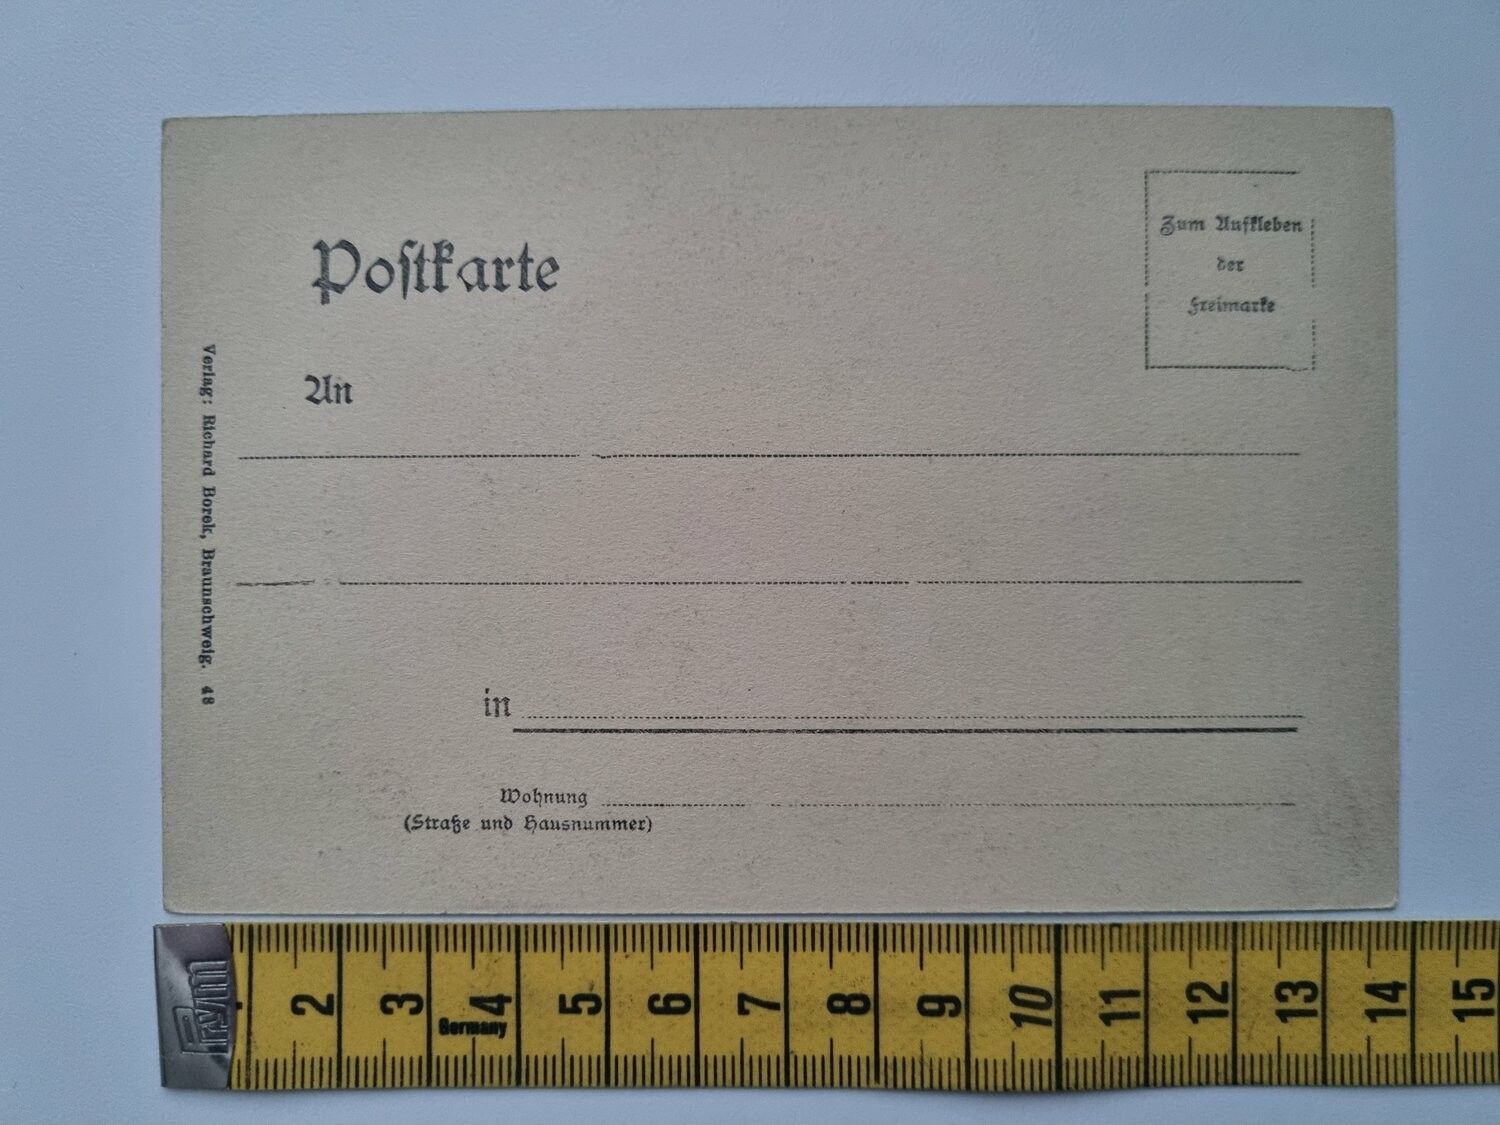 Postkarte
Zum Aufkleben
der
Freimarke
An
in
Wohnung
(Straße und Hausnummer)
Verlag: Richard Borek, Braunschweig. 48
Prym
2 3 4 5 6 7 8 9 10 11 12 13 14 15
Germany